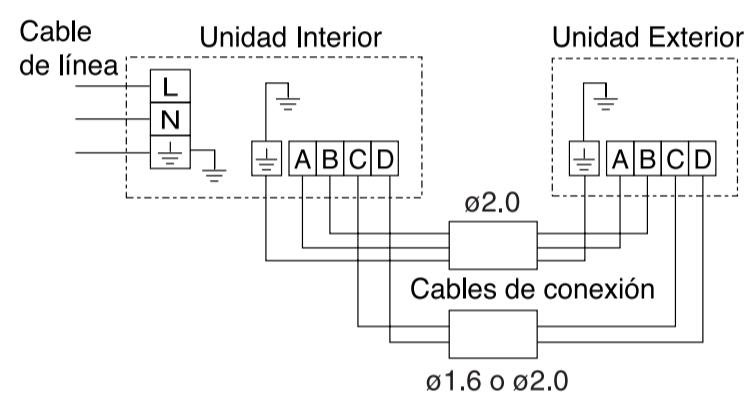 Cable
de línea
Unidad Interior
Unidad Exterior
L
N
A B C D
A B C D
ø2.0
Cables de conexión
ø1.6 o ø2.0